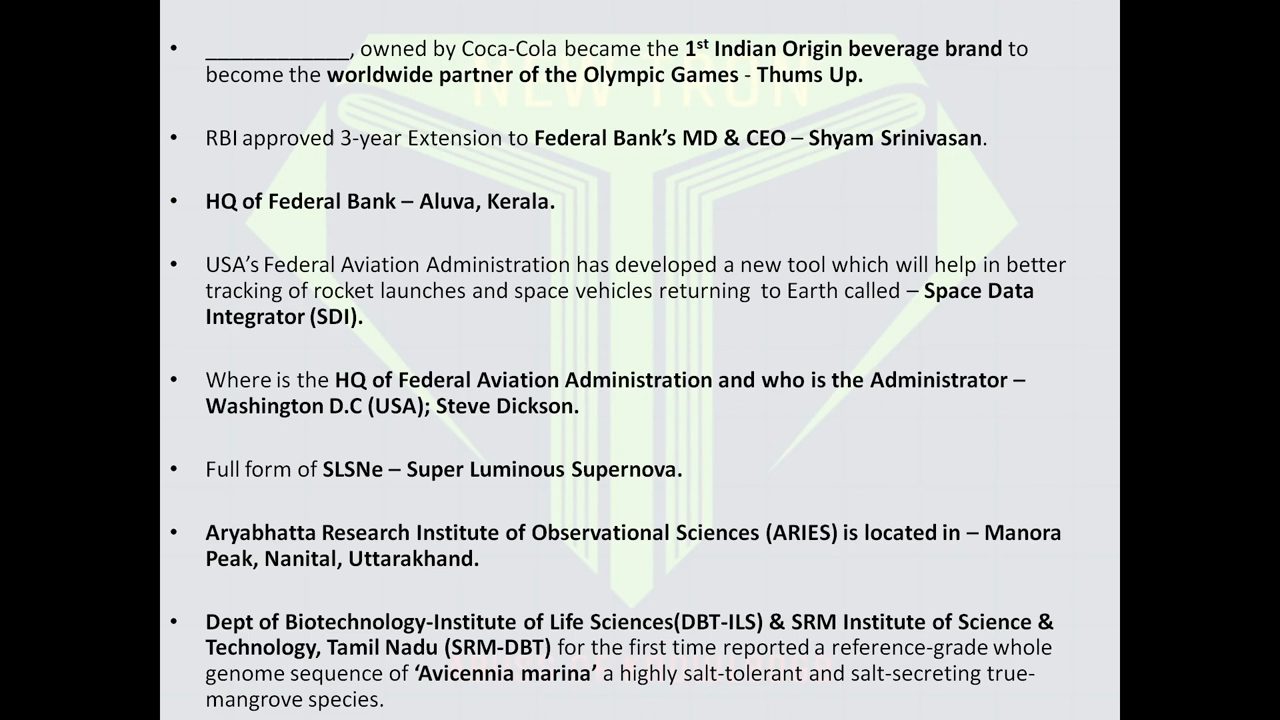 • ____________, owned by Coca-Cola became the 1st Indian Origin beverage brand to
become the worldwide partner of the Olympic Games - Thums Up.
• RBI approved 3-year Extension to Federal Bank’s MD & CEO – Shyam Srinivasan.
• HQ of Federal Bank – Aluva, Kerala.
• USA’s Federal Aviation Administration has developed a new tool which will help in better
tracking of rocket launches and space vehicles returning to Earth called – Space Data
Integrator (SDI).
• Where is the HQ of Federal Aviation Administration and who is the Administrator –
Washington D.C (USA); Steve Dickson.
• Full form of SLSNe – Super Luminous Supernova.
• Aryabhatta Research Institute of Observational Sciences (ARIES) is located in – Manora
Peak, Nanital, Uttarakhand.
• Dept of Biotechnology-Institute of Life Sciences(DBT-ILS) & SRM Institute of Science &
Technology, Tamil Nadu (SRM-DBT) for the first time reported a reference-grade whole
genome sequence of ‘Avicennia marina’ a highly salt-tolerant and salt-secreting true-
mangrove species.
NEW TRON